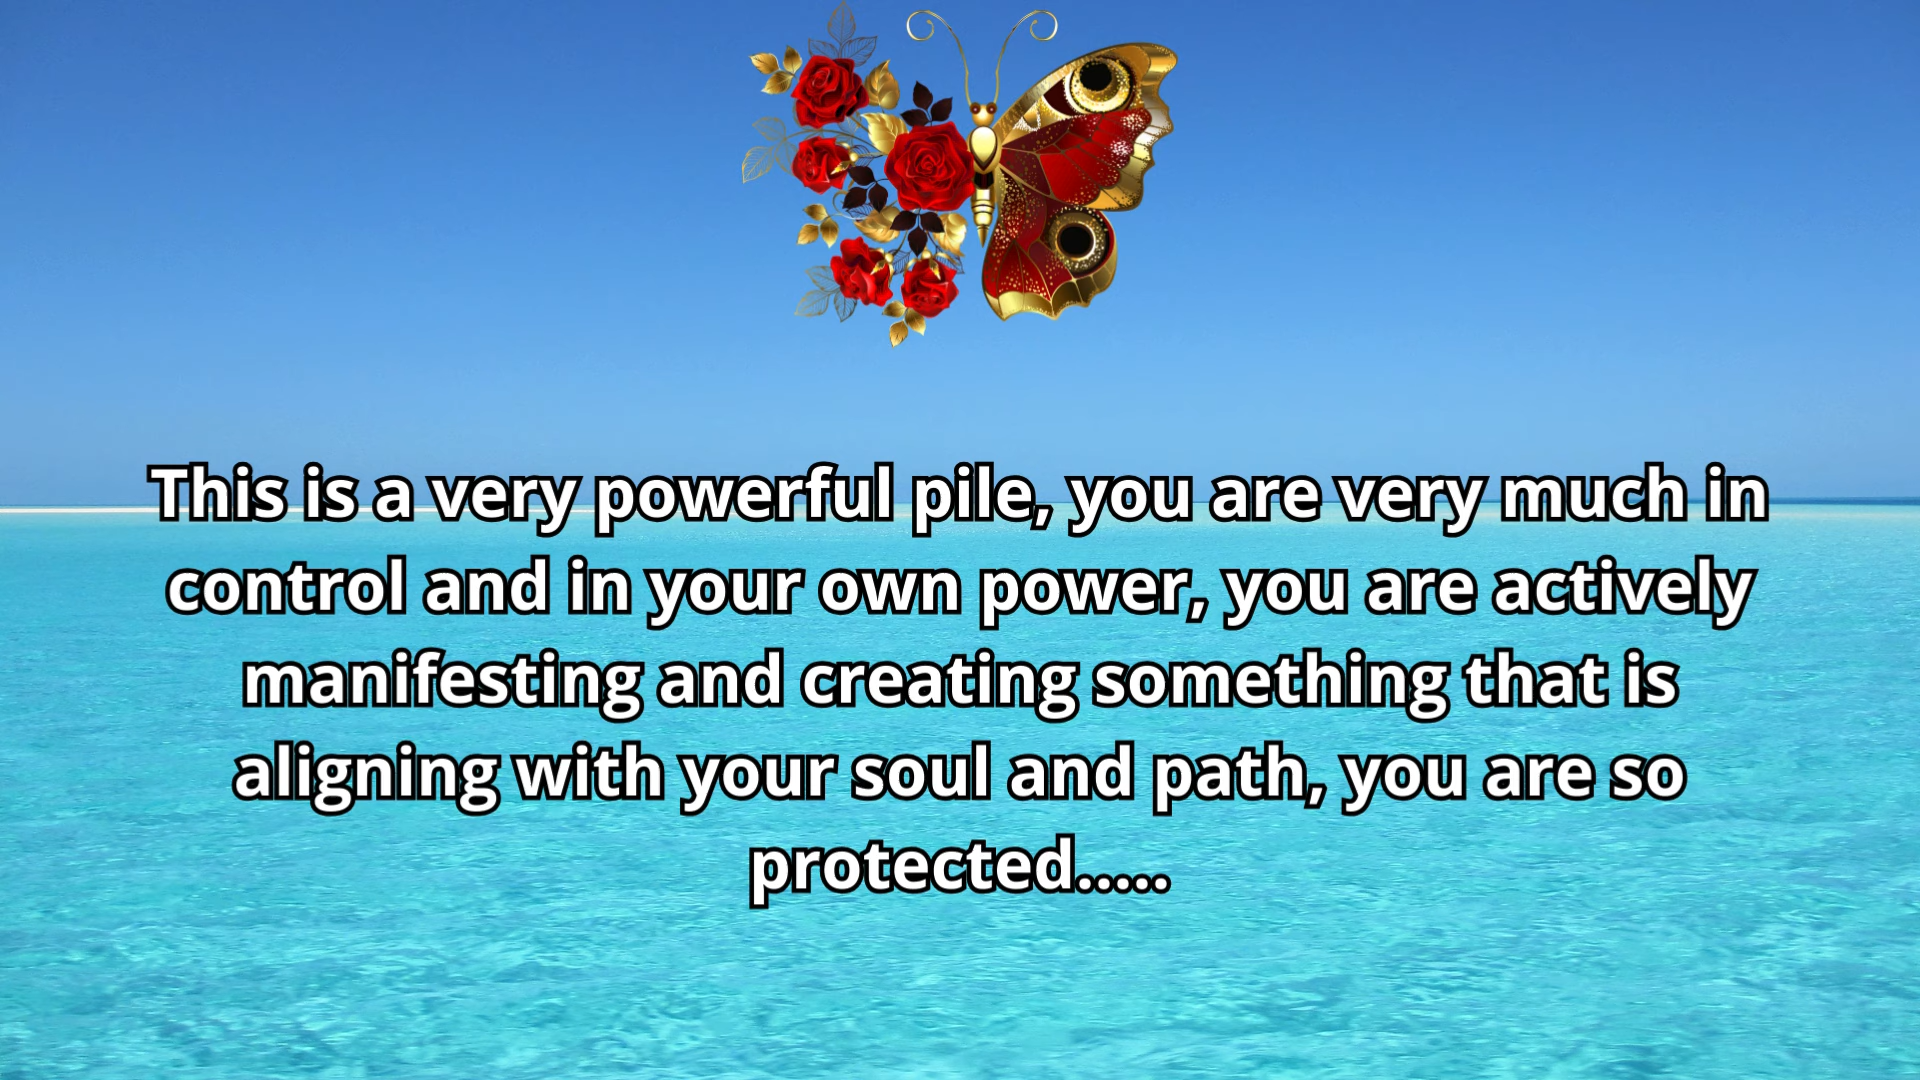 This is a very powerful pile, you are very much in
control and in your own power, you are actively
manifesting and creating something that is
aligning with your soul and path, you are so
protected.....